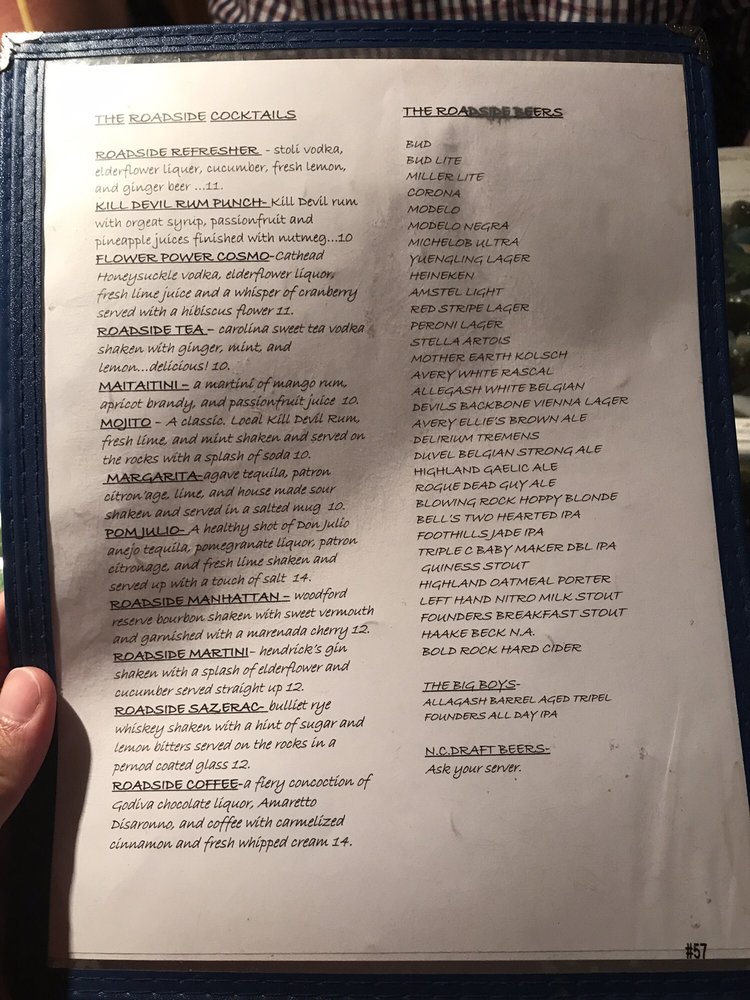 THE ROADSIDE COCKTAILS
ROADSIDE REFRESHER - stoli vodka,
elderflower liquer, cucumber, fresh lemon,
and ginger beer ...11.
KILL DEVIL RUM PUNCH- Kill Devil rum
with orgeat syrup, passionfruit and
pineapple juices finished with nutmeg...10
FLOWER POWER COSMO-Cathead
Honeysuckle vodka, elderflower liquor,
fresh lime juice and a whisper of cranberry
served with a hibiscus flower 11.
ROADSIDE TEA - carolina sweet tea vodka
shaken with ginger, mint, and
lemon...delicious! 10.
MAITAITINI - a martini of mango rum,
apricot brandy, and passionfruit juice 10.
MOJITO - A classic. Local Kill Devil Rum,
fresh lime, and mint shaken and served on
the rocks with a splash of soda 10.
MARGARITA-agave tequila, patron
citron'age, lime, and house made sour
shaken and served in a salted mug 10.
POM JULIO- A healthy shot of Don Julio
anejo tequila, pomegranate liquor, patron
citronage, and fresh lime shaken and
served up with a touch of salt 14.
ROADSIDE MANHATTAN - woodford
reserve bourbon shaken with sweet vermouth
and garnished with a marenada cherry 12.
ROADSIDE MARTINI- hendrick's gin
shaken with a splash of elderflower and
cucumber served straight up 12.
ROADSIDE SAZERAC- bulliet rye
whiskey shaken with a hint of sugar and
lemon bitters served on the rocks in a
pernod coated glass 12.
ROADSIDE COFFEE-a fiery concoction of
Godiva chocolate liquor, Amaretto
Disaronno, and coffee with carmelized
cinnamon and fresh whipped cream 14.
THE ROADSIDE BEERS
BUD
BUD LITE
MILLER LITE
CORONA
MODELO
MODELO NEGRA
MICHELOB ULTRA
YUENGLING LAGER
HEINEKEN
AMSTEL LIGHT
RED STRIPE LAGER
PERONI LAGER
STELLA ARTOIS
MOTHER EARTH KOLSCH
AVERY WHITE RASCAL
ALLEGASH WHITE BELGIAN
DEVILS BACKBONE VIENNA LAGER
AVERY ELLIE'S BROWN ALE
DELIRIUM TREMENS
DUVEL BELGIAN STRONG ALE
HIGHLAND GAELIC ALE
ROGUE DEAD GUY ALE
BLOWING ROCK HOPPY BLONDE
BELL'S TWO HEARTED IPA
FOOTHILLS JADE IPA
TRIPLE C BABY MAKER DBL IPA
GUINESS STOUT
HIGHLAND OATMEAL PORTER
LEFT HAND NITRO MILK STOUT
FOUNDERS BREAKFAST STOUT
HAAKE BECK N.A.
BOLD ROCK HARD CIDER
THE BIG BOYS-
ALLAGASH BARREL AGED TRIPEL
FOUNDERS ALL DAY IPA
N.C.DRAFT BEERS-
Ask your server.
#57